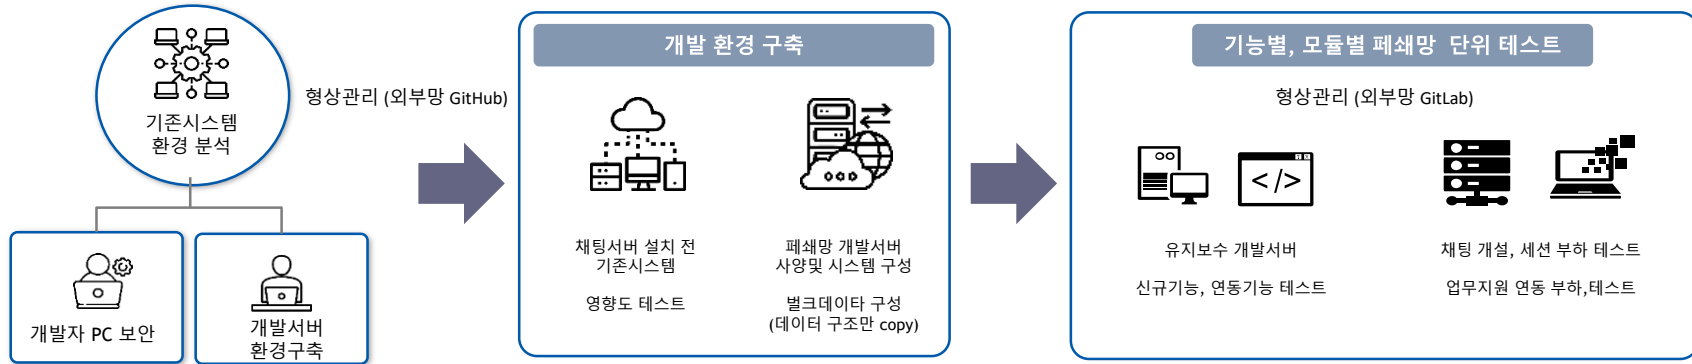 기존시스템
환경 분석
개발자 PC 보안
개발서버
환경구축
형상관리 (외부망 GitHub)
개발 환경 구축
채팅서버 설치 전
기존시스템
영향도 테스트
페쇄망 개발서버
사양및 시스템 구성
벌크데이타 구성
(데이터 구조만 copy)
기능별, 모듈별 페쇄망 단위 테스트
형상관리 (외부망 GitLab)
</>
유지보수 개발서버
신규기능, 연동기능 테스트
채팅 개설, 세션 부하 테스트
업무지원 연동 부하,테스트